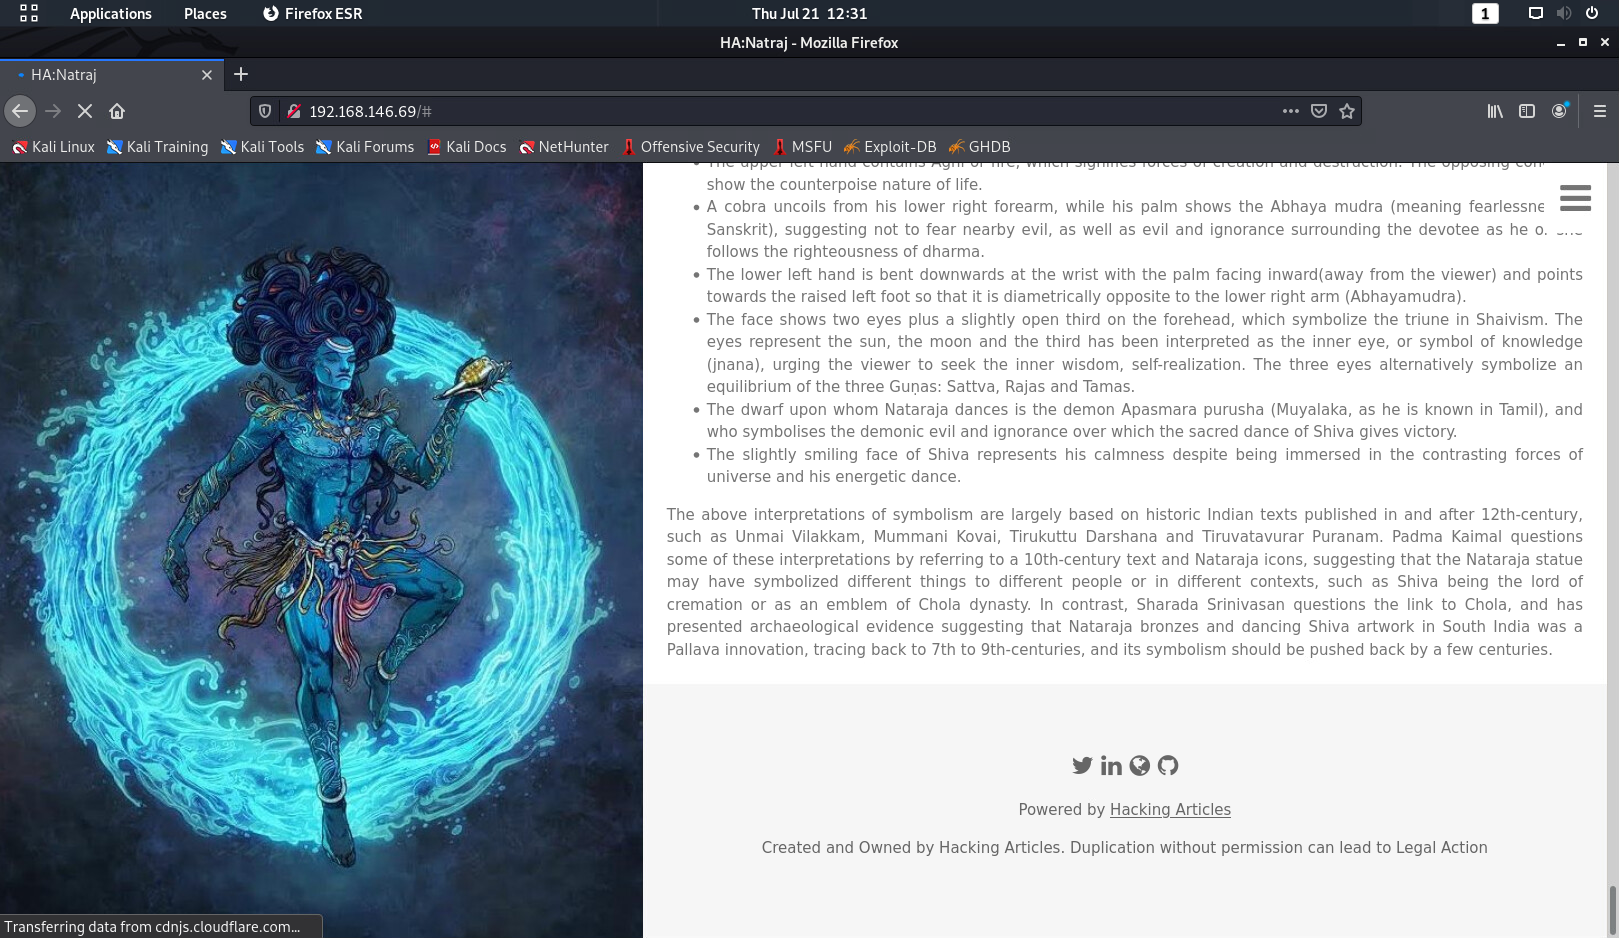 Applications Places Firefox ESR Thu Jul 21 12:31 1
HA:Natraj - Mozilla Firefox
HA:Natraj
192.168.146.69/#
Kali Linux Kali Training Kali Tools Kali Forums Kali Docs NetHunter Offensive Security MSFU Exploit-DB GHDB
The upper left hand contains Agni or fire, which signifies forces of creation and destruction. The opposing
show the counterpoise nature of life.
A cobra uncoils from his lower right forearm, while his palm shows the Abhaya mudra (meaning
Sanskrit), suggesting not to fear nearby evil, as well as evil and ignorance surrounding the devotee as he
follows the righteousness of dharma.
The lower left hand is bent downwards at the wrist with the palm facing inward(away from the viewer) and points
towards the raised left foot so that it is diametrically opposite to the lower right arm (Abhayamudra).
The face shows two eyes plus a slightly open third on the forehead, which symbolize the triune in Shaivism. The
eyes represent the sun, the moon and the third has been interpreted as the inner eye, or symbol of knowledge
(jnana), urging the viewer to seek the inner wisdom, self-realization. The three eyes alternatively symbolize an
equilibrium of the three Guṇas: Sattva, Rajas and Tamas.
The dwarf upon whom Nataraja dances is the demon Apasmara purusha (Muyalaka, as he is known in Tamil), and
who symbolises the demonic evil and ignorance over which the sacred dance of Shiva gives victory.
The slightly smiling face of Shiva represents his calmness despite being immersed in the contrasting forces of
universe and his energetic dance.
The above interpretations of symbolism are largely based on historic Indian texts published in and after 12th-century,
such as Unmai Vilakkam, Mummani Kovai, Tirukuttu Darshana and Tiruvatavurar Puranam. Padma Kaimal questions
some of these interpretations by referring to a 10th-century text and Nataraja icons, suggesting that the Nataraja statue
may have symbolized different things to different people or in different contexts, such as Shiva being the lord of
cremation or as an emblem of Chola dynasty. In contrast, Sharada Srinivasan questions the link to Chola, and has
presented archaeological evidence suggesting that Nataraja bronzes and dancing Shiva artwork in South India was a
Pallava innovation, tracing back to 7th to 9th-centuries, and its symbolism should be pushed back by a few centuries.
Powered by Hacking Articles
Created and Owned by Hacking Articles. Duplication without permission can lead to Legal Action
Transferring data from cdnjs.cloudflare.com...